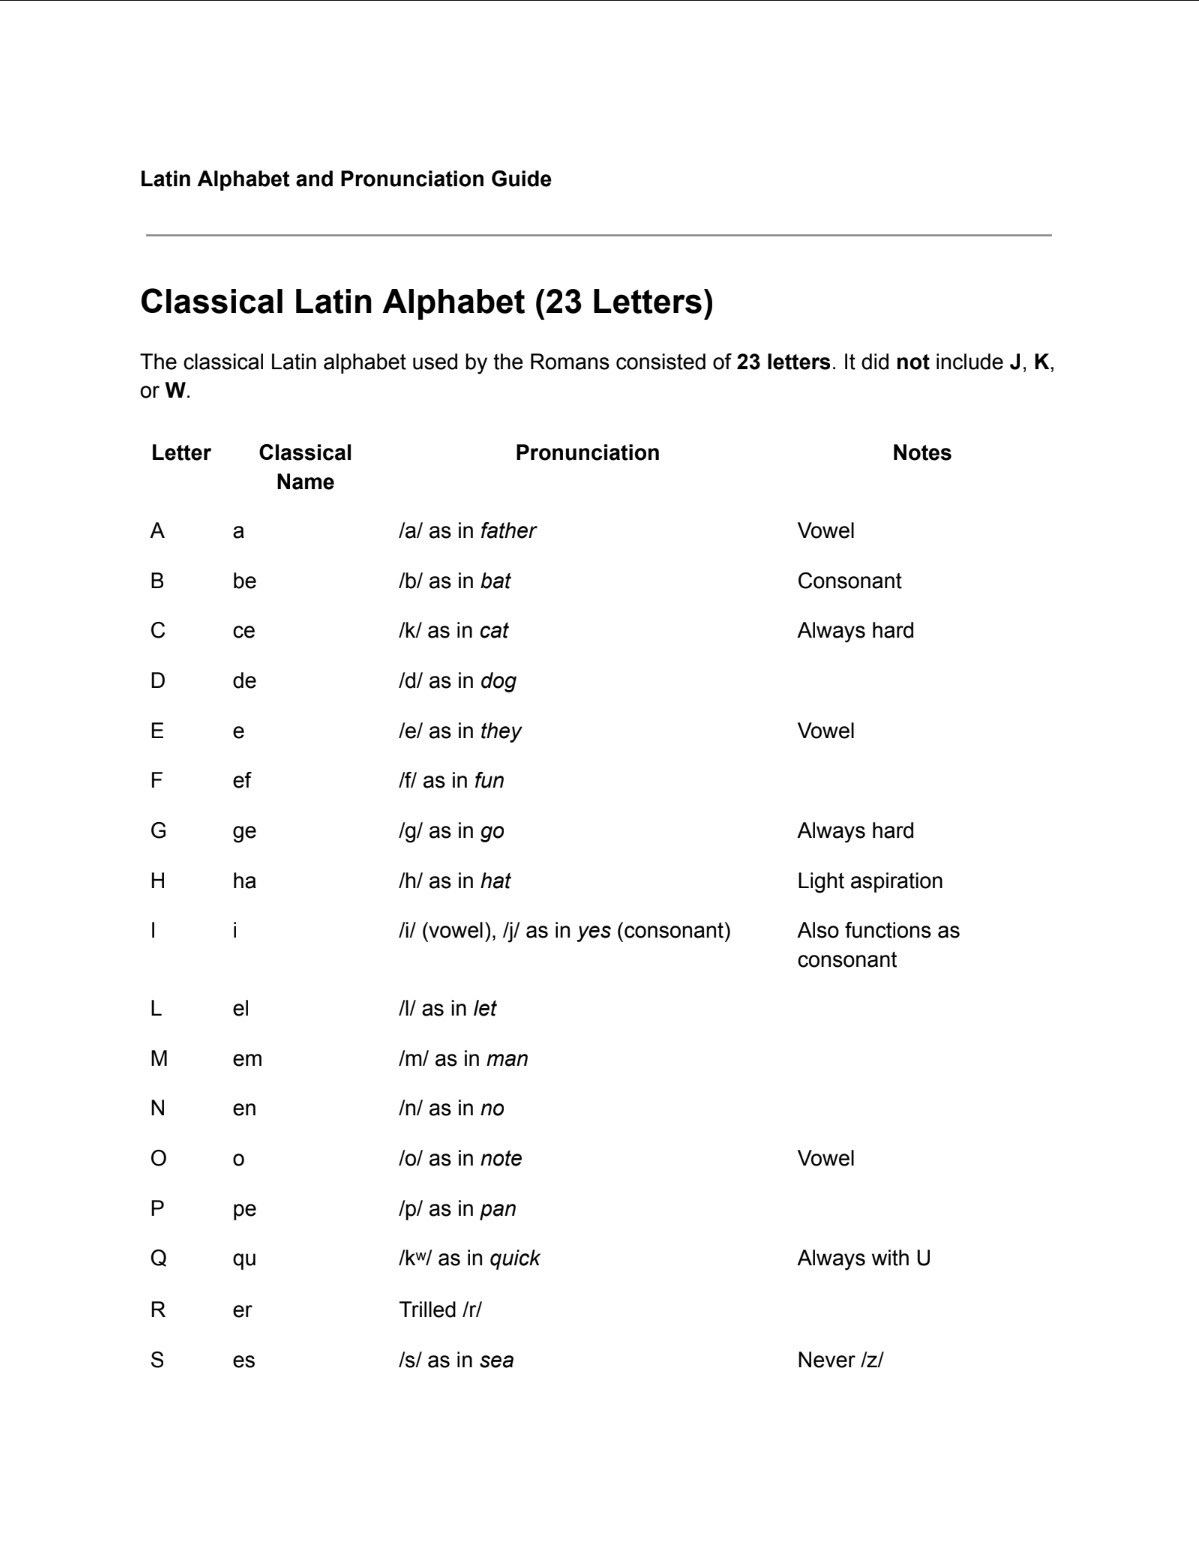 Latin Alphabet and Pronunciation Guide
Classical Latin Alphabet (23 Letters)
The classical Latin alphabet used by the Romans consisted of 23 letters. It did not include J, K,
or W.
Letter Classical Pronunciation Notes
Name
A a /a/ as in father Vowel
B be /b/ as in bat Consonant
C ce /k/ as in cat Always hard
D de /d/ as in dog
E e /e/ as in they Vowel
F ef /f/ as in fun
G ge /g/ as in go Always hard
H ha /h/ as in hat Light aspiration
I i /i/ (vowel), /j/ as in yes (consonant) Also functions as
consonant
L el /l/ as in let
M em /m/ as in man
N en /n/ as in no
O o /o/ as in note Vowel
P pe /p/ as in pan
Q qu /kʷ/ as in quick Always with U
R er Trilled /r/
S es /s/ as in sea Never /z/